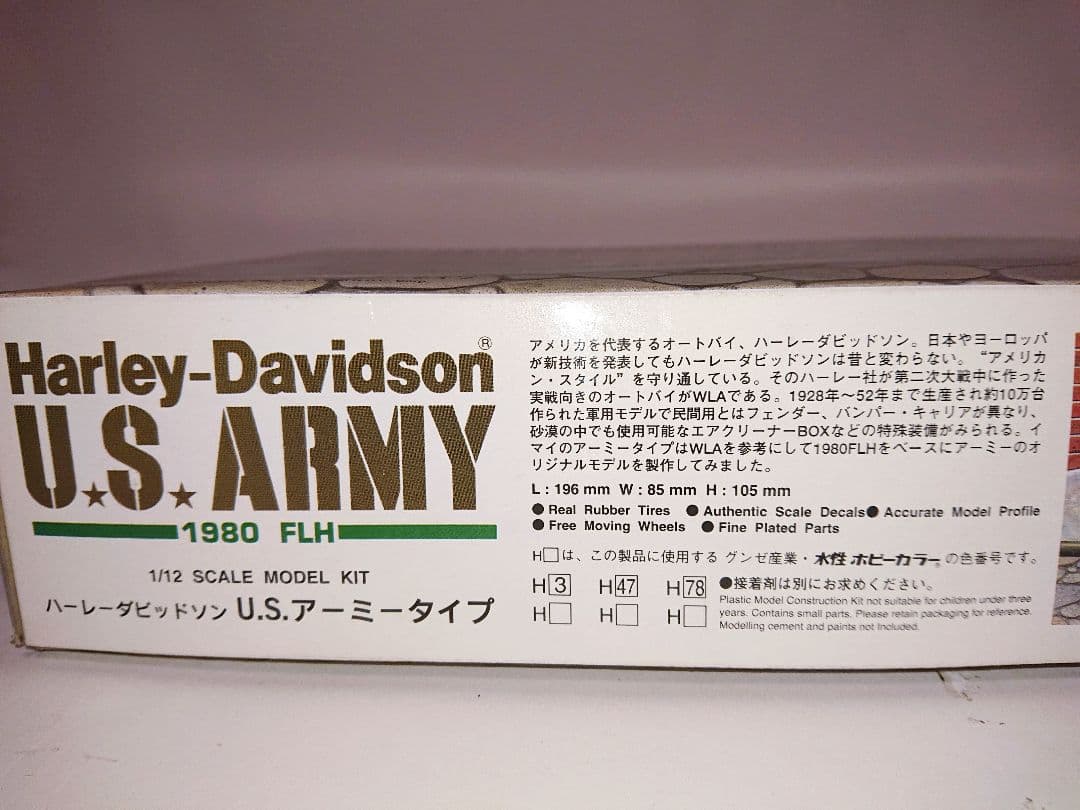 Harley-Davidson®
U.S. ARMY
1980 FLH
1/12 SCALE MODEL KIT
ハーレーダビッドソン U.S.アーミータイプ
アメリカを代表するオートバイ、ハーレーダビッドソン。日本やヨーロッパ
が新技術を発表してもハーレーダビッドソンは昔と変わらない。“アメリカ
ン・スタイル”を守り通している。そのハーレー社が第二次大戦中に作った
実戦向きのオートバイがWLAである。1928年〜52年まで生産され約10万台
作られた軍用モデルで民間用とはフェンダー、バンパー・キャリアが異なり、
砂漠の中でも使用可能なエアクリーナーBOXなどの特殊装備がみられる。イ
マイのアーミータイプはWLAを参考にして1980FLHをベースにアーミーのオ
リジナルモデルを製作してみました。
L : 196 mm W : 85 mm H : 105 mm
●Real Rubber Tires ●Authentic Scale Decals●Accurate Model Profile
●Free Moving Wheels ●Fine Plated Parts
H□は、この製品に使用する グンゼ産業・水性ホビーカラー®の色番号です。
H3 H47 H78 ●接着剤は別にお求めください。
H□ H□ H□
Plastic Model Construction Kit not suitable for children under three
years. Contains small parts. Please retain packaging for reference.
Modelling cement and paints not Included.